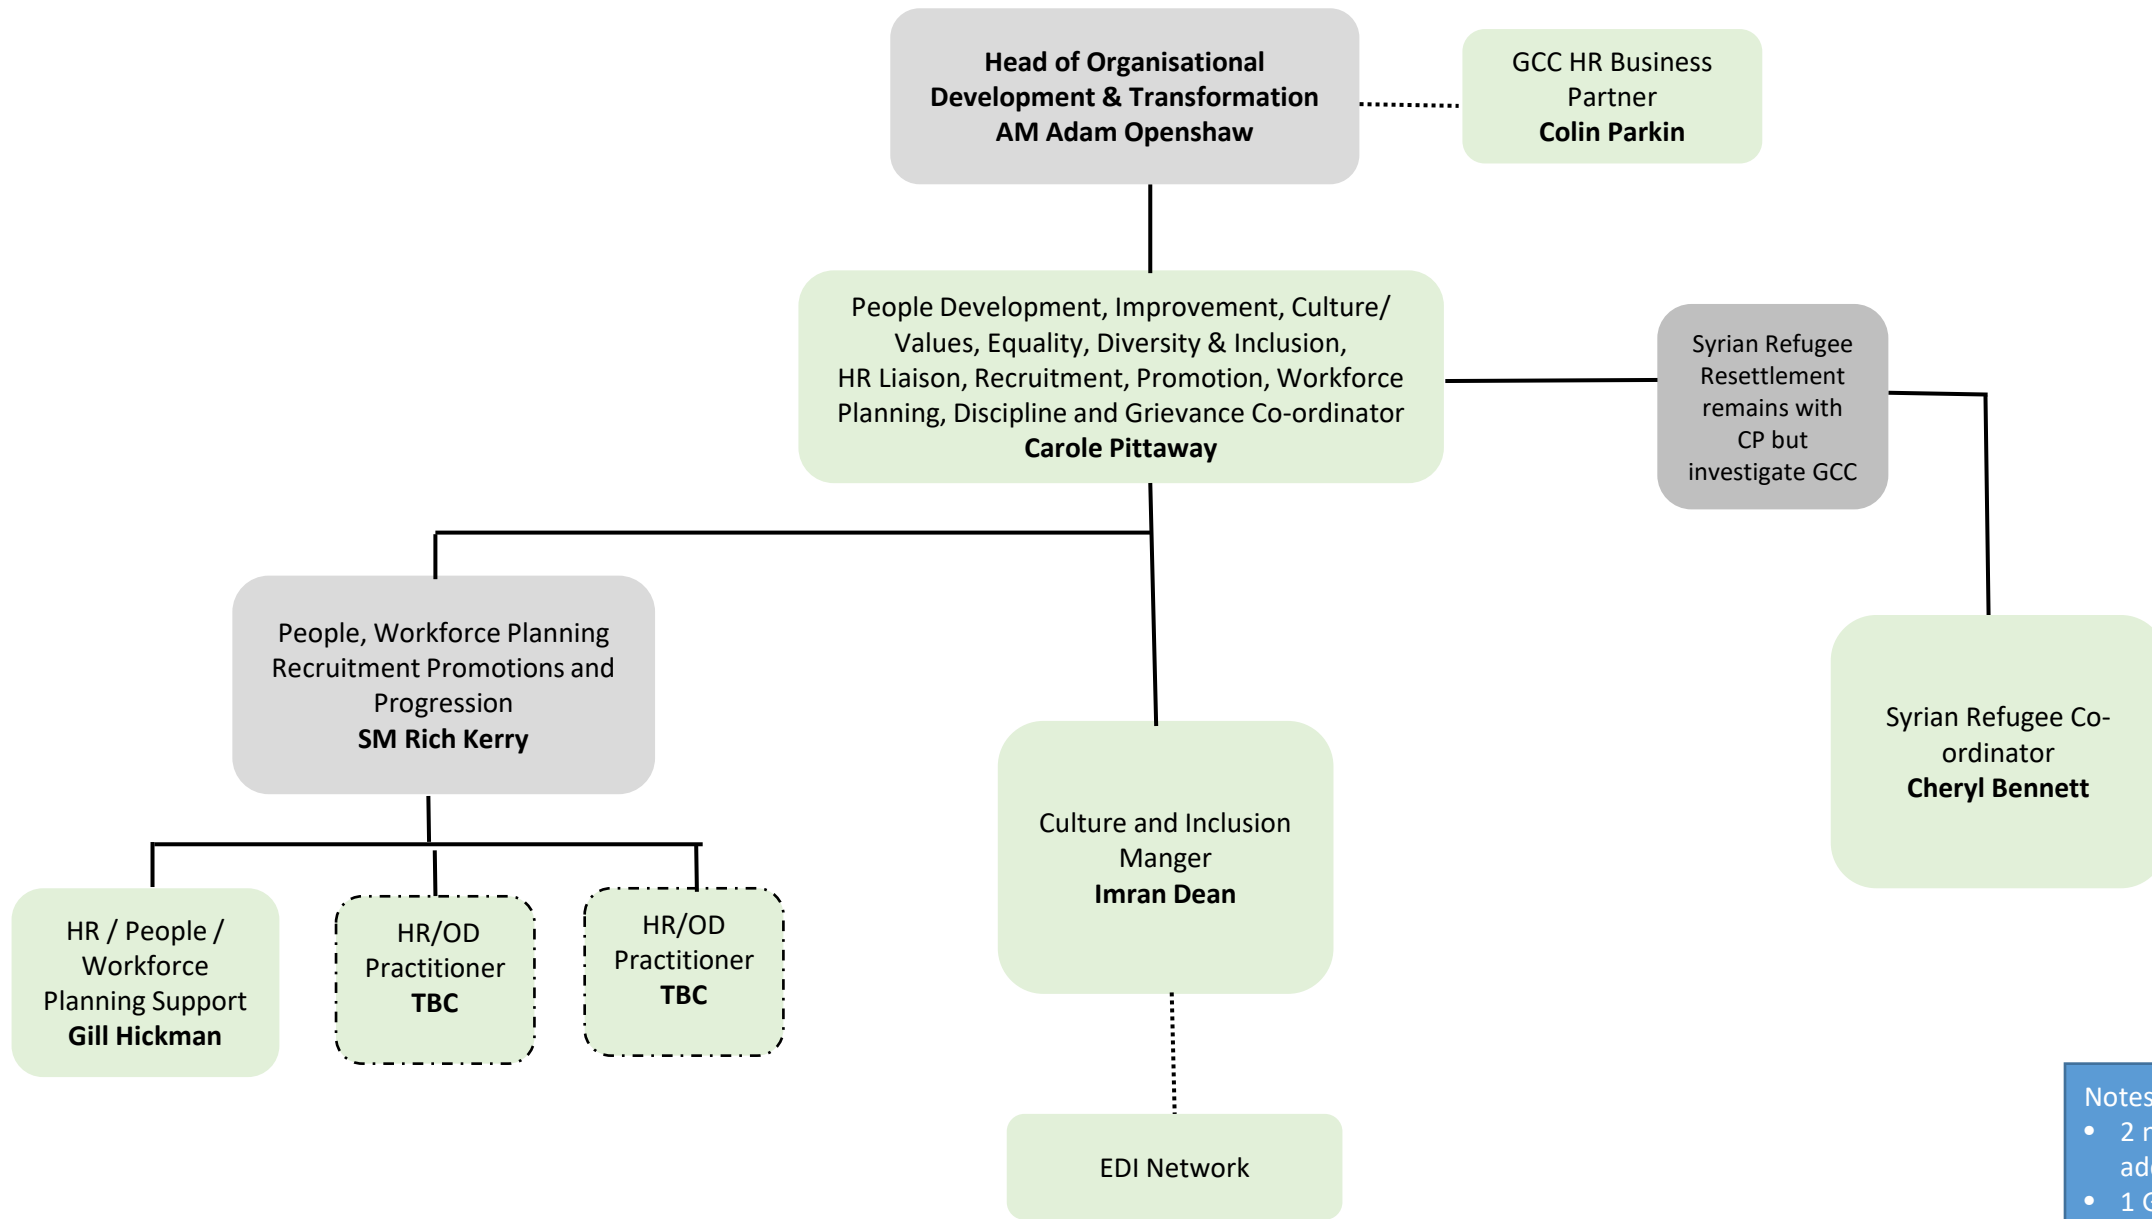 Head of Organisational
Development & Transformation
AM Adam Openshaw
GCC HR Business
Partner
Colin Parkin
People Development, Improvement, Culture/
Values, Equality, Diversity & Inclusion,
HR Liaison, Recruitment, Promotion, Workforce
Planning, Discipline and Grievance Co-ordinator
Carole Pittaway
Syrian Refugee
Resettlement
remains with
CP but
investigate GCC
People, Workforce Planning
Recruitment Promotions and
Progression
SM Rich Kerry
Syrian Refugee Co-
ordinator
Cheryl Bennett
Culture and Inclusion
Manger
Imran Dean
HR / People /
Workforce
Planning Support
Gill Hickman
HR/OD
Practitioner
TBC
HR/OD
Practitioner
TBC
EDI Network
Notes
• 2
• 1